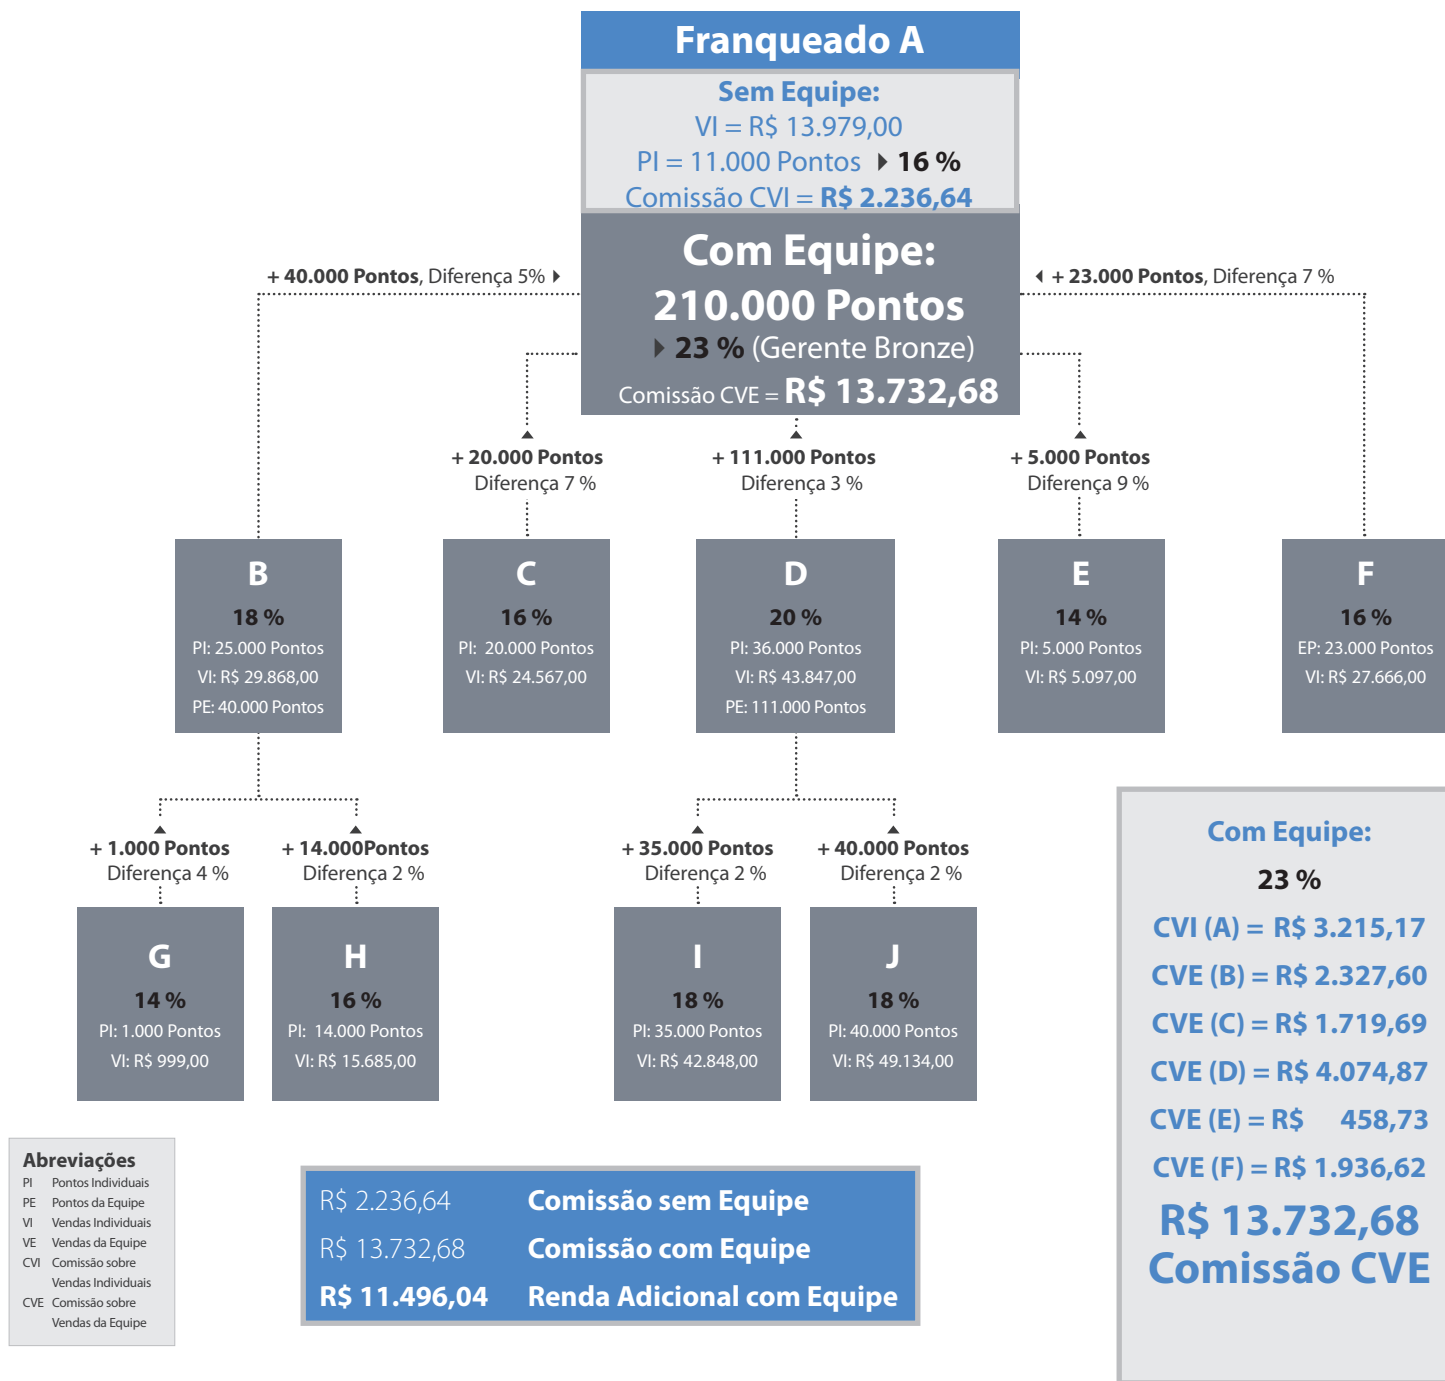 Franqueado A
Sem Equipe:
VI = R$ 13.979,00
PI = 11.000 Pontos 16 %
Comissão CVI = R$ 2.236,64
Com Equipe:
210.000 Pontos
23 % (Gerente Bronze)
Comissão CVE = R$ 13.732,68
+ 40.000 Pontos, Diferença 5%
+ 23.000 Pontos, Diferença 7 %
+ 20.000 Pontos
Diferença 7 %
+ 111.000 Pontos
Diferença 3 %
+ 5.000 Pontos
Diferença 9 %
B
18 %
PI: 25.000 Pontos
VI: R$ 29.868,00
PE: 40.000 Pontos
C
16 %
PI: 20.000 Pontos
VI: R$ 24.567,00
D
20 %
PI: 36.000 Pontos
VI: R$ 43.847,00
PE: 111.000 Pontos
E
14 %
PI: 5.000 Pontos
VI: R$ 5.097,00
F
16 %
EP: 23.000 Pontos
VI: R$ 27.666,00
+ 1.000 Pontos
Diferença 4 %
+ 14.000Pontos
Diferença 2 %
+ 35.000 Pontos
Diferença 2 %
+ 40.000 Pontos
Diferença 2 %
G
14 %
PI: 1.000 Pontos
VI: R$ 999,00
H
16 %
PI: 14.000 Pontos
VI: R$ 15.685,00
I
18 %
PI: 35.000 Pontos
VI: R$ 42.848,00
J
18 %
PI: 40.000 Pontos
VI: R$ 49.134,00
Com Equipe:
23 %
CVI (A) = R$ 3.215,17
CVE (B) = R$ 2.327,60
CVE (C) = R$ 1.719,69
CVE (D) = R$ 4.074,87
CVE (E) = R$ 458,73
CVE (F) = R$ 1.936,62
R$ 13.732,68
Comissão CVE
Abreviações
PI Pontos Individuais
PE Pontos da Equipe
VI Vendas Individuais
VE Vendas da Equipe
CVI Comissão sobre
Vendas Individuais
CVE Comissão sobre
Vendas da Equipe
R$ 2.236,64 Comissão sem Equipe
R$ 13.732,68 Comissão com Equipe
R$ 11.496,04 Renda Adicional com Equipe